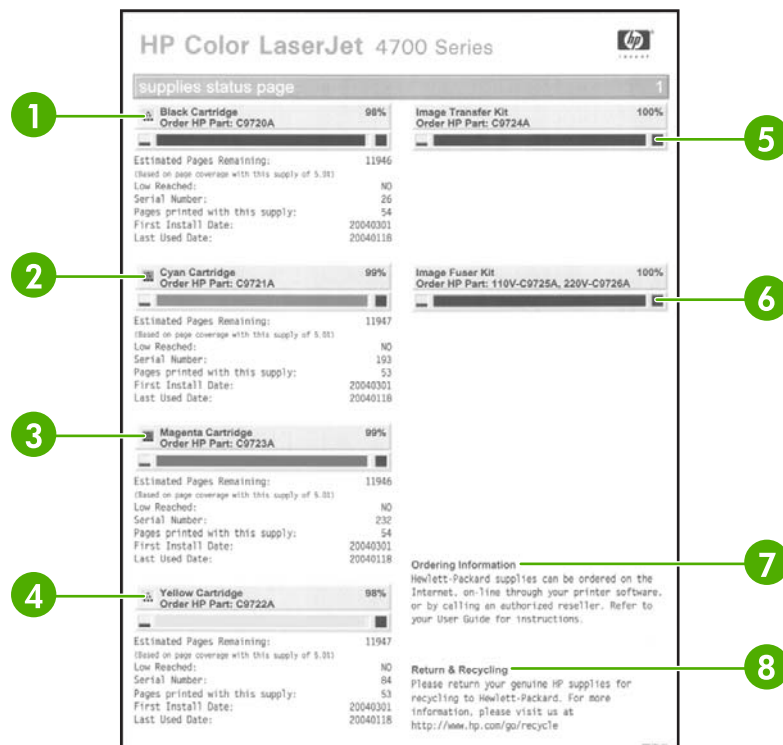 HP Color LaserJet 4700 Series
hp
invent
supplies status page 1
1
Black Cartridge 98%
Order HP Part: C9720A
Estimated Pages Remaining: 11946
(Based on page coverage with this supply of 5.0%)
Low Reached: NO
Serial Number: 26
Pages printed with this supply: 54
First Install Date: 20040301
Last Used Date: 20040118
2
Cyan Cartridge 99%
Order HP Part: C9721A
Estimated Pages Remaining: 11947
(Based on page coverage with this supply of 5.0%)
Low Reached: NO
Serial Number: 193
Pages printed with this supply: 53
First Install Date: 20040301
Last Used Date: 20040118
3
Magenta Cartridge 99%
Order HP Part: C9723A
Estimated Pages Remaining: 11946
(Based on page coverage with this supply of 5.0%)
Low Reached: NO
Serial Number: 232
Pages printed with this supply: 54
First Install Date: 20040301
Last Used Date: 20040118
4
Yellow Cartridge 98%
Order HP Part: C9722A
Estimated Pages Remaining: 11947
(Based on page coverage with this supply of 5.0%)
Low Reached: NO
Serial Number: 84
Pages printed with this supply: 53
First Install Date: 20040301
Last Used Date: 20040118
Image Transfer Kit 100%
Order HP Part: C9724A
5
Image Fuser Kit 100%
Order HP Part: 110V-C9725A, 220V-C9726A
6
Ordering Information
7
Hewlett-Packard supplies can be ordered on the
Internet, on-line through your printer software,
or by calling an authorized reseller. Refer to
your User Guide for instructions.
Return & Recycling
8
Please return your genuine HP supplies for
recycling to Hewlett-Packard. For more
information, please visit us at
http://www.hp.com/go/recycle